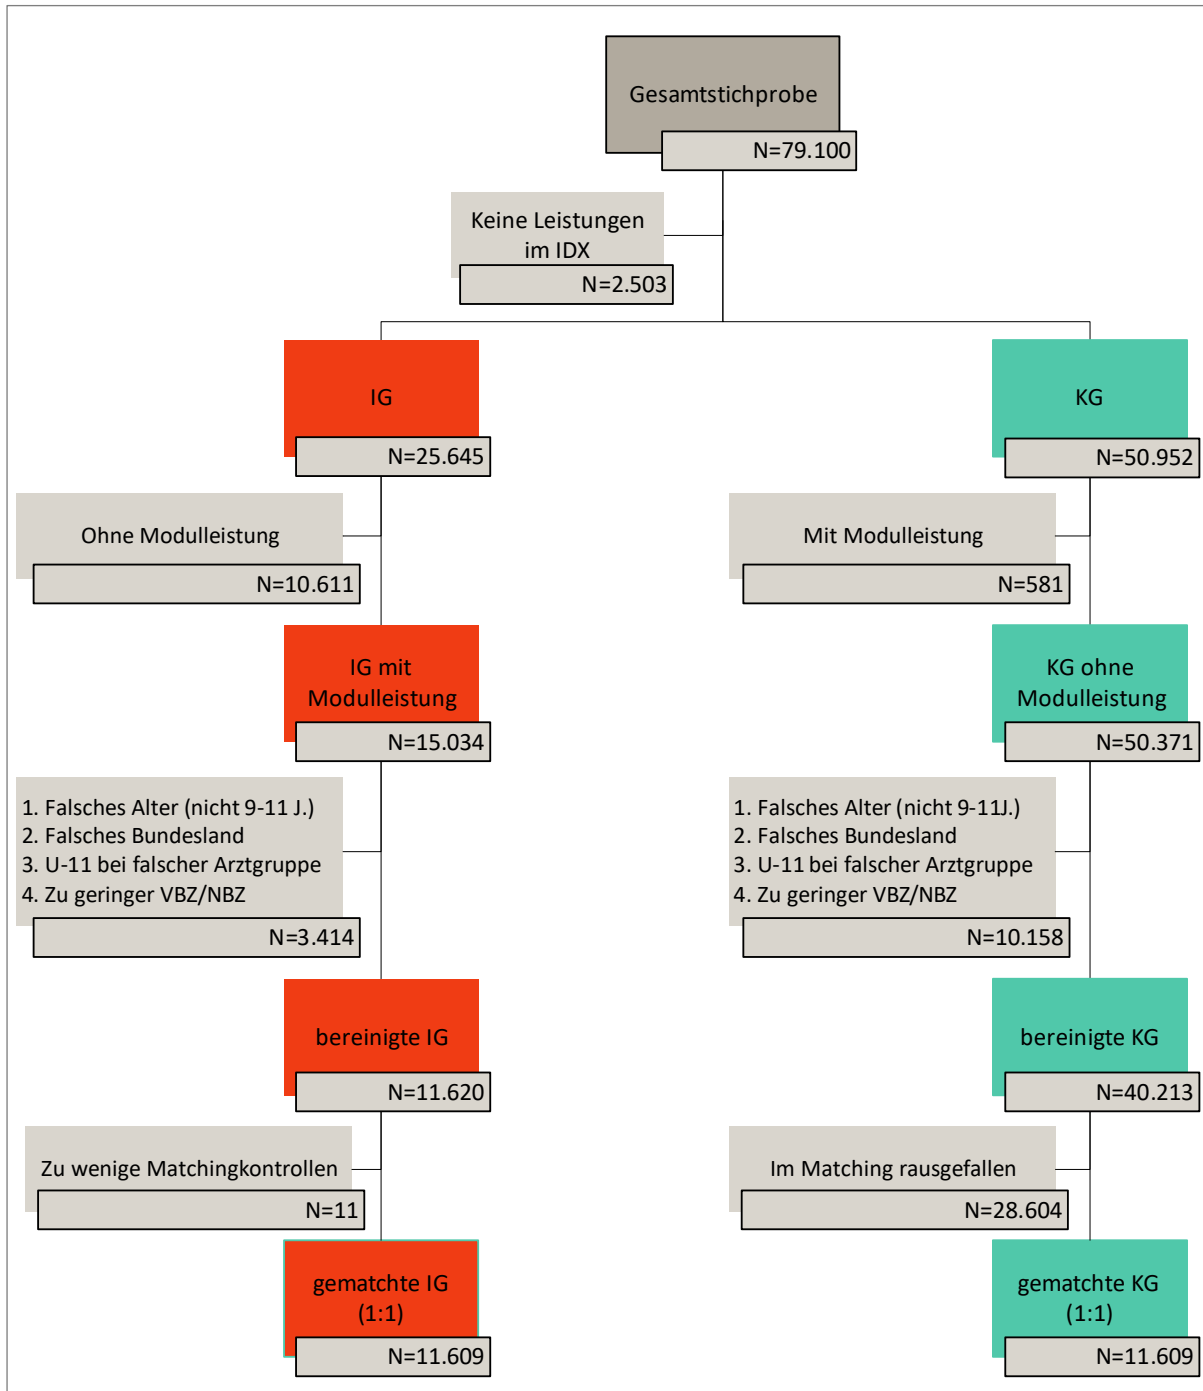 Gesamtstichprobe
N=79.100
Keine Leistungen
im IDX
N=2.503
IG
N=25.645
KG
N=50.952
Ohne Modulleistung
N=10.611
Mit Modulleistung
N=581
IG mit
Modulleistung
N=15.034
KG ohne
Modulleistung
N=50.371
1. Falsches Alter (nicht 9-11 J.)
2. Falsches Bundesland
3. U-11 bei falscher Arztgruppe
4. Zu geringer VBZ/NBZ
N=3.414
1. Falsches Alter (nicht 9-11J.)
2. Falsches Bundesland
3. U-11 bei falscher Arztgruppe
4. Zu geringer VBZ/NBZ
N=10.158
bereinigte IG
N=11.620
bereinigte KG
N=40.213
Zu wenige Matchingkontrollen
N=11
Im Matching rausgefallen
N=28.604
gematchte IG
(1:1)
N=11.609
gematchte KG
(1:1)
N=11.609